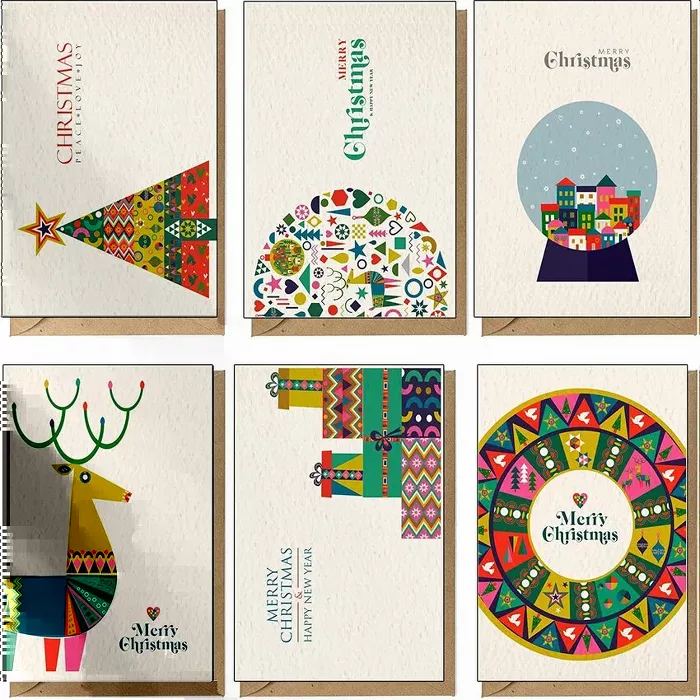 CHRISTMAS
PEACE★LOVE★JOY
MERRY
Christmas
& HAPPY NEW YEAR
MERRY
Christmas
Merry
Christmas
MERRY
CHRISTMAS
&
HAPPY NEW YEAR
Merry
Christmas